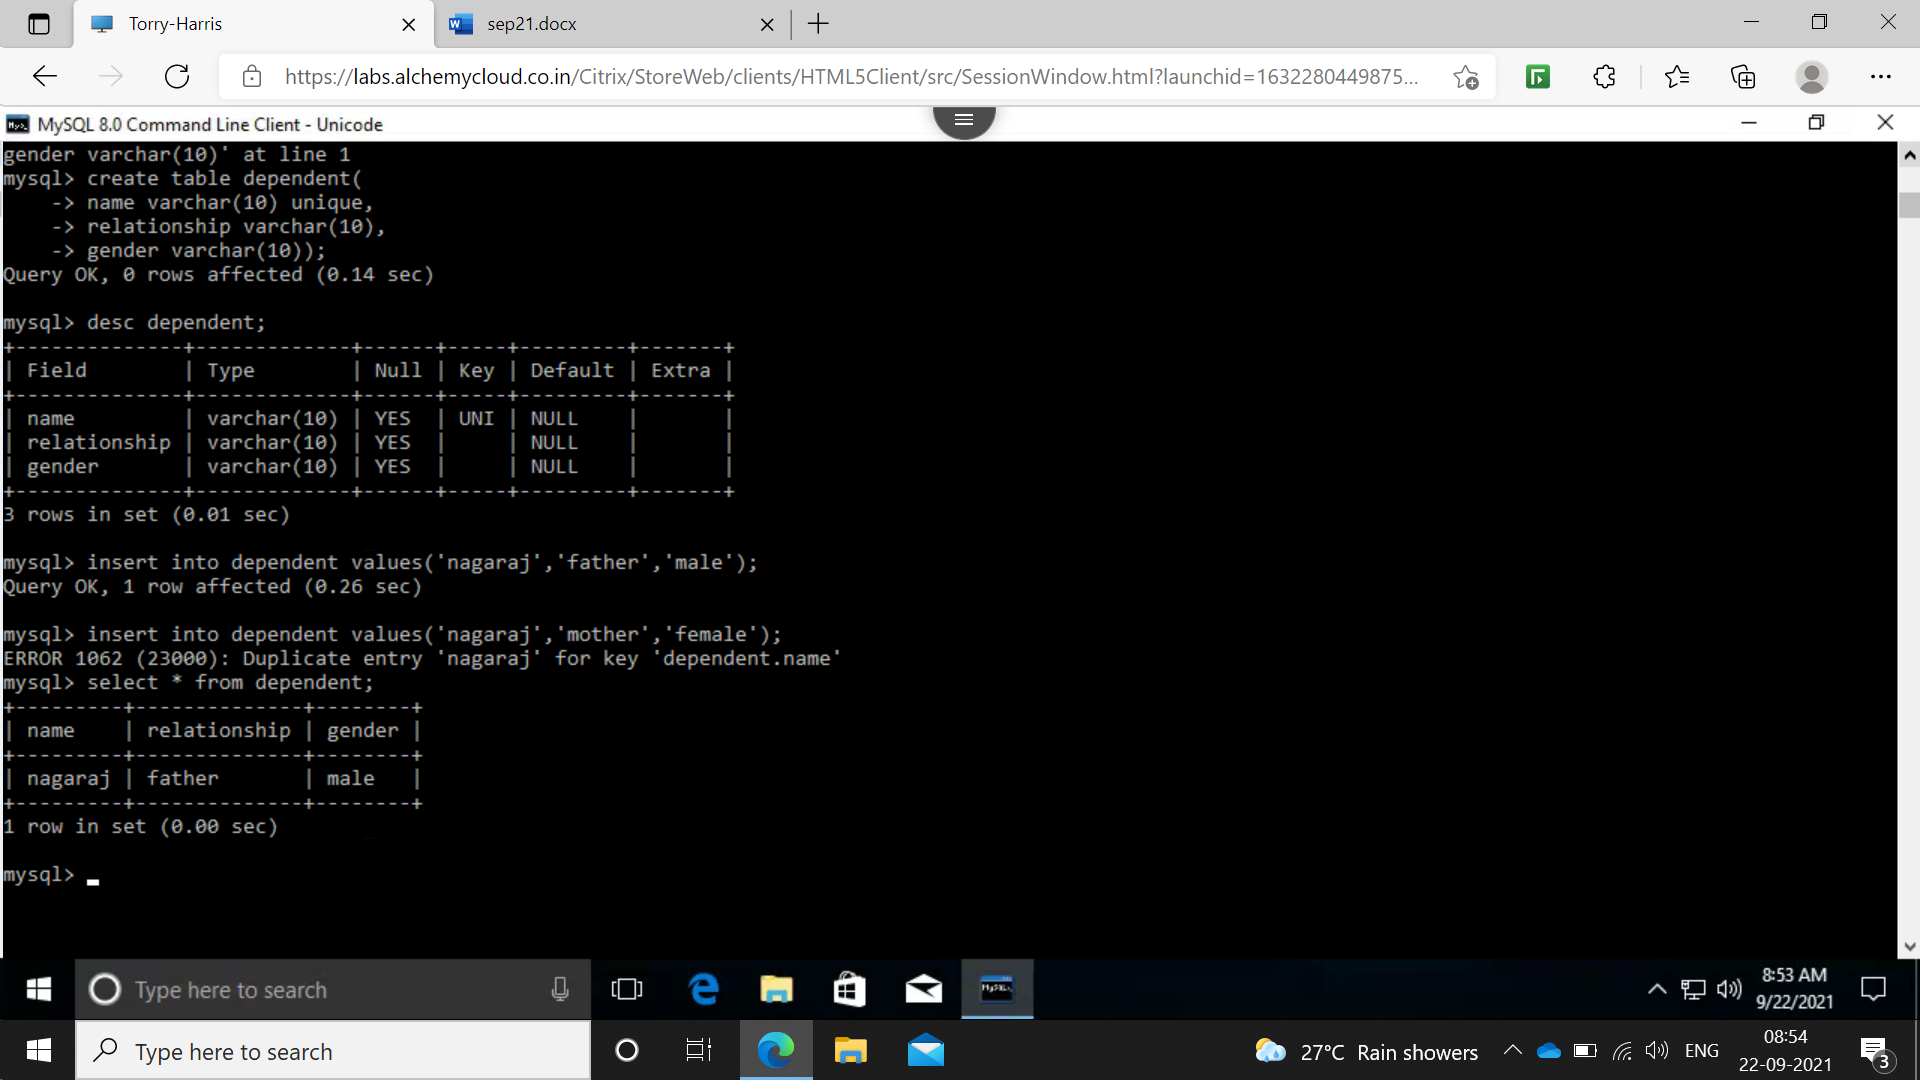 Torry-Harris
sep21.docx
https://labs.alchemycloud.co.in/Citrix/StoreWeb/clients/HTML5Client/src/SessionWindow.html?launchid=1632280449875...
MySQL 8.0 Command Line Client - Unicode
gender varchar(10)' at line 1
mysql> create table dependent(
    -> name varchar(10) unique,
    -> relationship varchar(10),
    -> gender varchar(10));
Query OK, 0 rows affected (0.14 sec)
mysql> desc dependent;
+--------------+-------------+------+-----+---------+-------+
| Field        | Type        | Null | Key | Default | Extra |
+--------------+-------------+------+-----+---------+-------+
| name         | varchar(10) | YES  | UNI | NULL    |       |
| relationship | varchar(10) | YES  |     | NULL    |       |
| gender       | varchar(10) | YES  |     | NULL    |       |
+--------------+-------------+------+-----+---------+-------+
3 rows in set (0.01 sec)
mysql> insert into dependent values('nagaraj','father','male');
Query OK, 1 row affected (0.26 sec)
mysql> insert into dependent values('nagaraj','mother','female');
ERROR 1062 (23000): Duplicate entry 'nagaraj' for key 'dependent.name'
mysql> select * from dependent;
+---------+--------------+--------+
| name    | relationship | gender |
+---------+--------------+--------+
| nagaraj | father       | male   |
+---------+--------------+--------+
1 row in set (0.00 sec)
mysql>
Type here to search
8:53 AM
9/22/2021
Type here to search
27°C Rain showers
ENG
08:54
22-09-2021
3